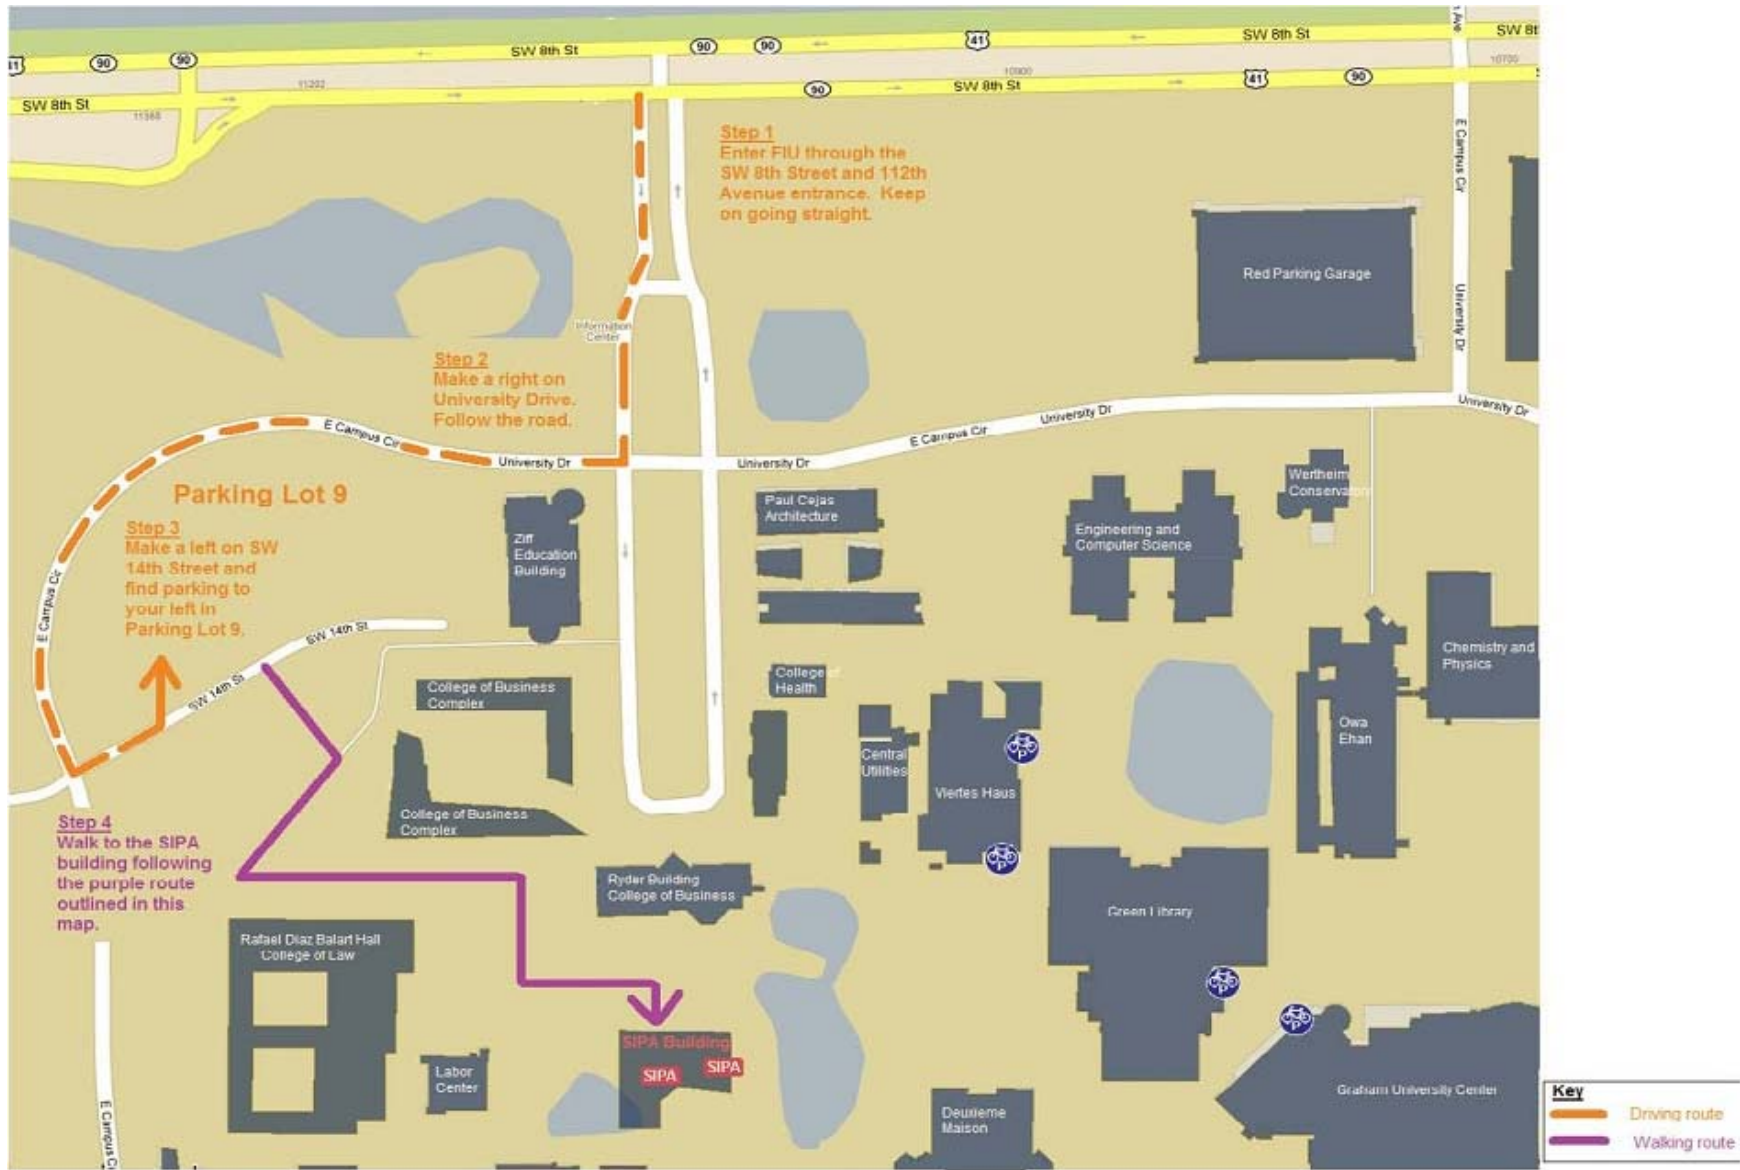 SW 8th St
90
90
41
SW 8th St
SW 8t
41
90
90
11202
10900
10700
41
90
SW 8th St
90
SW 8th St
E Campus Cir
University Dr
Step 1
Enter FIU through the
SW 8th Street and 112th
Avenue entrance. Keep
on going straight.
Red Parking Garage
Information
Center
Step 2
Make a right on
University Drive.
Follow the road.
E Campus Cir
University Dr
University Dr
E Campus Cir
University Dr
University Dr
Parking Lot 9
Step 3
Make a left on SW
14th Street and
find parking to
your left in
Parking Lot 9.
E Campus Cir
SW 14th St
SW 14th St
Ziff
Education
Building
Paul Cejas
Architecture
Engineering and
Computer Science
Wertheim
Conservatory
Chemistry and
Physics
College of
Health
College of Business
Complex
Owa
Ehan
Central
Utilities
P
Viertes Haus
College of Business
Complex
P
Step 4
Walk to the SIPA
building following
the purple route
outlined in this
map.
Ryder Building
College of Business
Green Library
Rafael Diaz Balart Hall
College of Law
P
P
SIPA Building
SIPA
SIPA
Labor
Center
Deuxieme
Maison
Graham University Center
E Campus Ci
Key
Driving route
Walking route